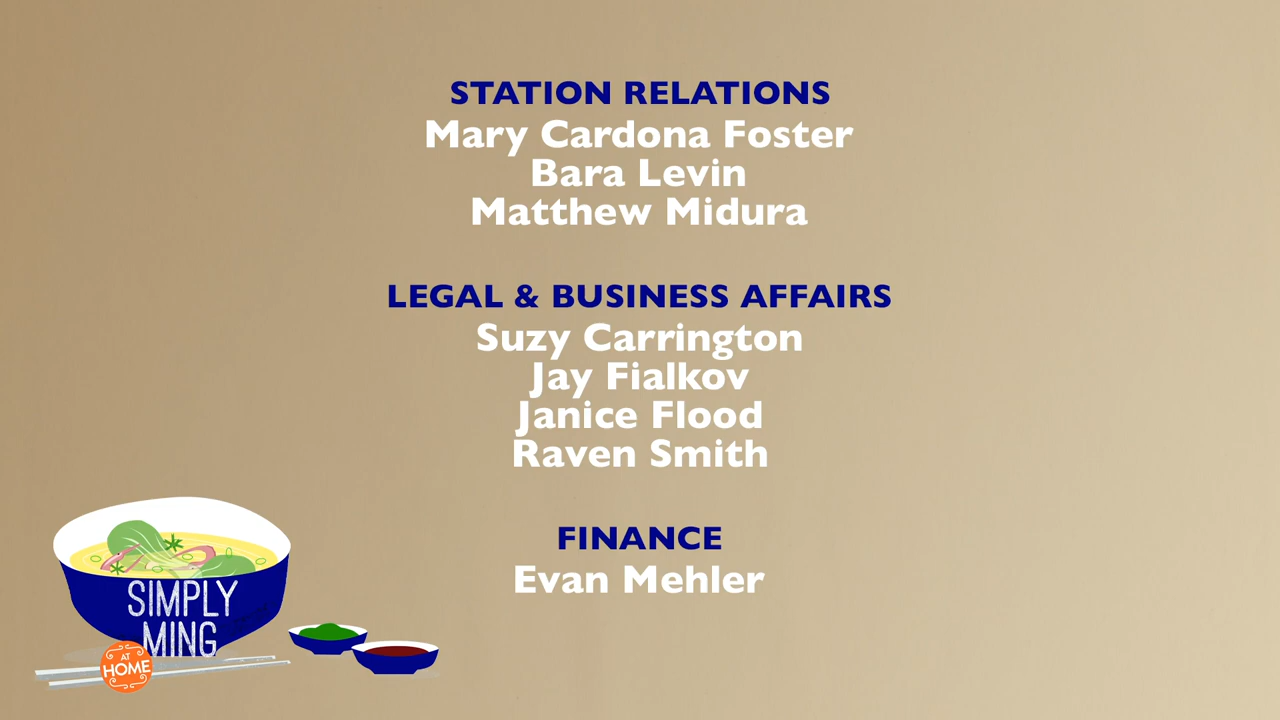 STATION RELATIONS
Mary Cardona Foster
Bara Levin
Matthew Midura
LEGAL & BUSINESS AFFAIRS
Suzy Carrington
Jay Fialkov
Janice Flood
Raven Smith
FINANCE
Evan Mehler
SIMPLY
MING
AT
HOME